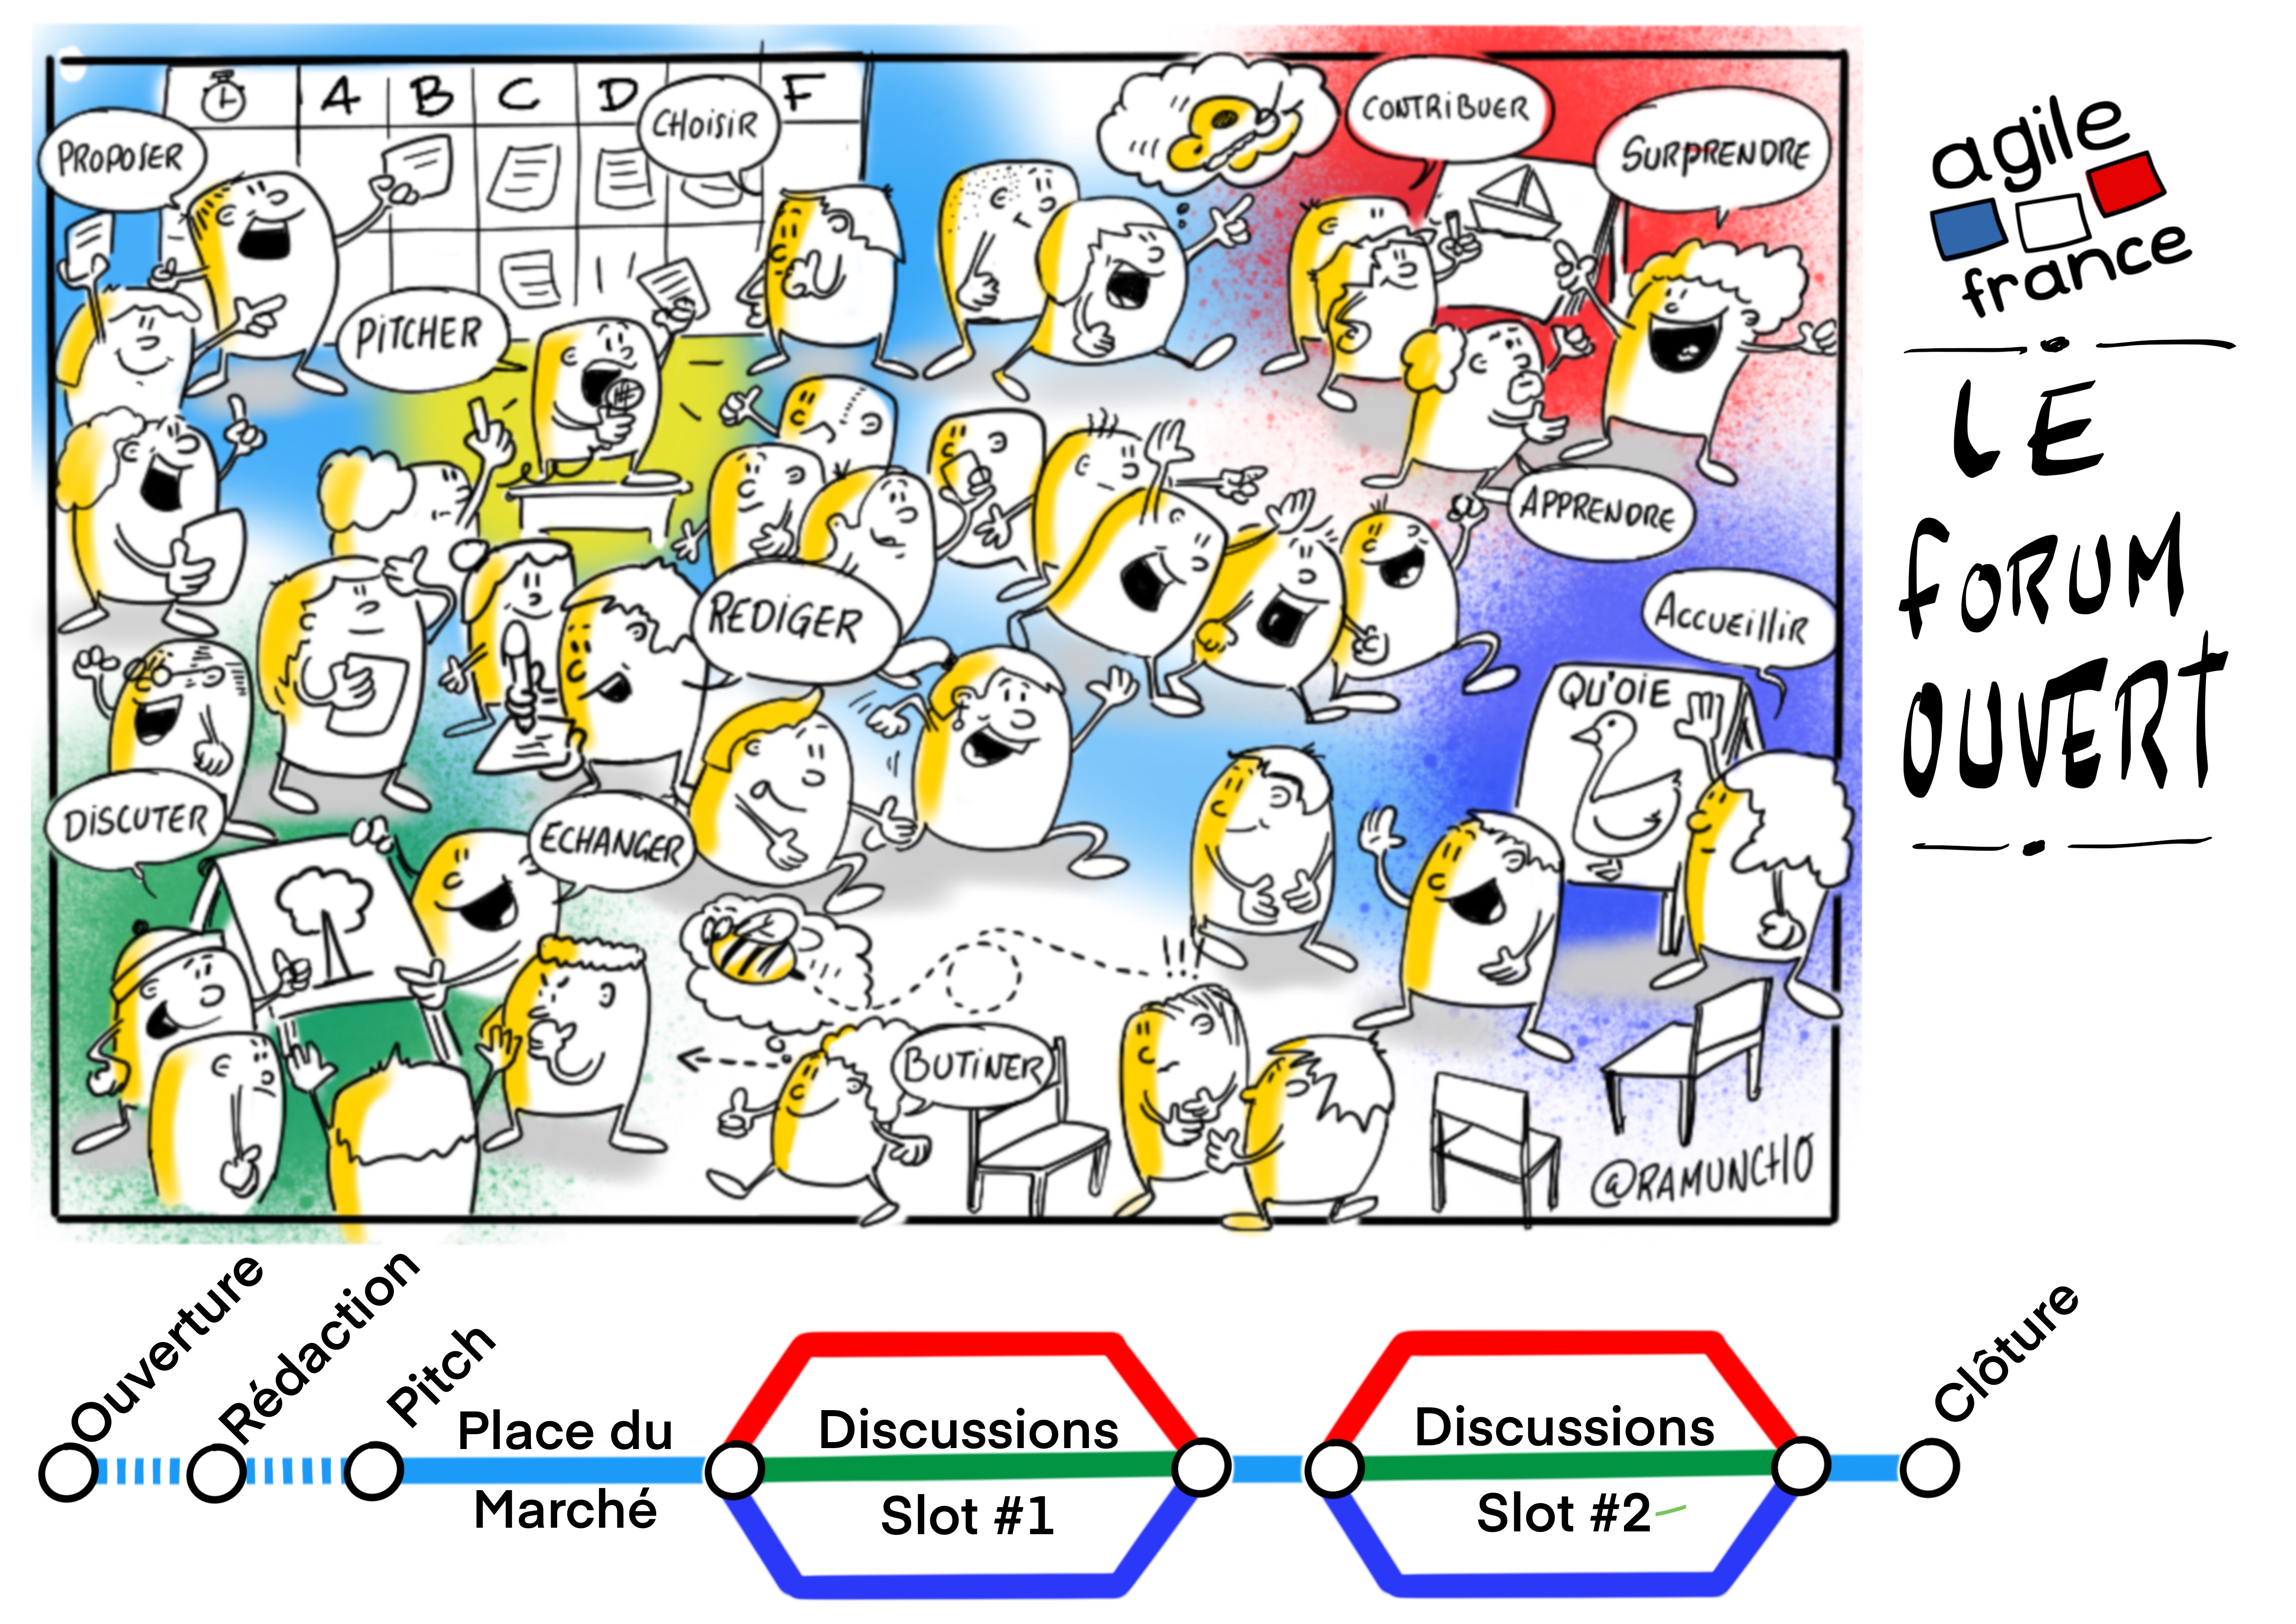 A B C D F
PROPOSER
CHOISIR
CONTRIBUER
SURPRENDRE
PITCHER
APPRENDRE
REDIGER
ACCUEILLIR
QU'OIE
DISCUTER
ECHANGER
!!
BUTINER
@RAMUNCHO
agile
france
LE
FORUM
OUVERT
Ouverture
Rédaction
Pitch
Place du
Marché
Discussions
Slot #1
Discussions
Slot #2
Clôture